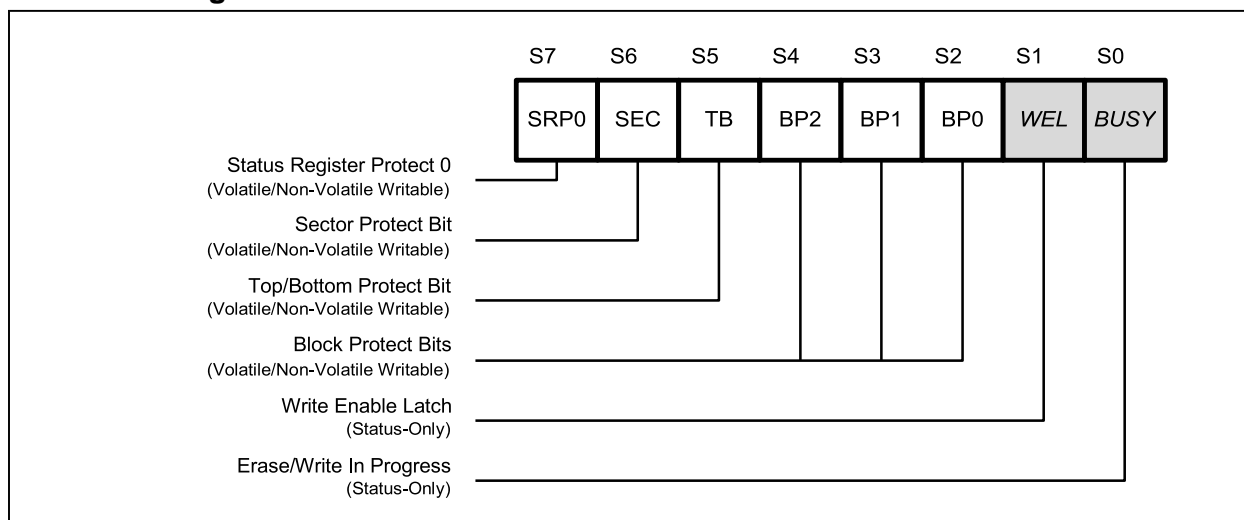 S7 S6 S5 S4 S3 S2 S1 S0
SRP0 SEC TB BP2 BP1 BP0 WEL BUSY
Status Register Protect 0
(Volatile/Non-Volatile Writable)
Sector Protect Bit
(Volatile/Non-Volatile Writable)
Top/Bottom Protect Bit
(Volatile/Non-Volatile Writable)
Block Protect Bits
(Volatile/Non-Volatile Writable)
Write Enable Latch
(Status-Only)
Erase/Write In Progress
(Status-Only)